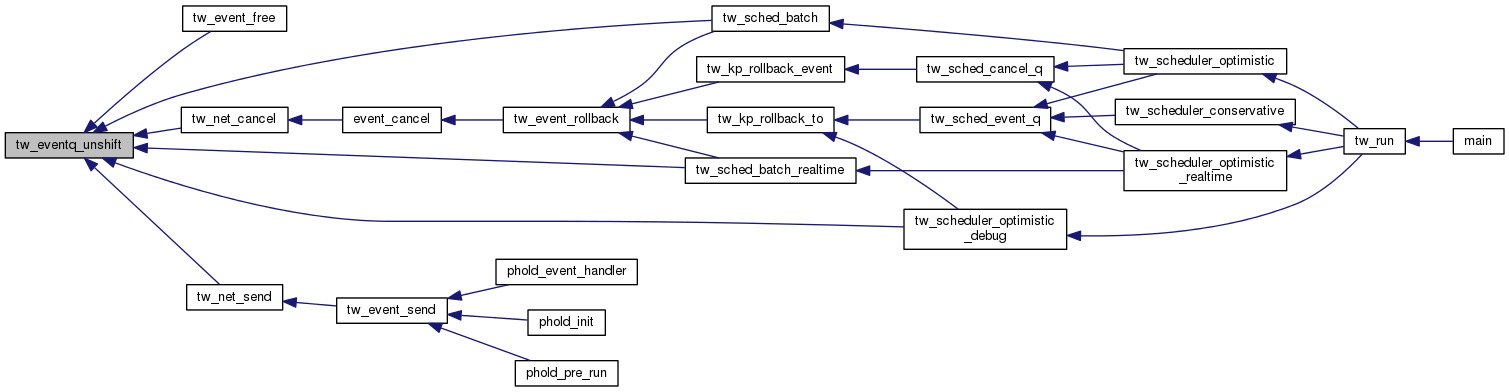 tw_event_free
tw_sched_batch
tw_scheduler_optimistic
tw_kp_rollback_event
tw_sched_cancel_q
tw_net_cancel
event_cancel
tw_event_rollback
tw_kp_rollback_to
tw_sched_event_q
tw_scheduler_conservative
tw_eventq_unshift
tw_run
main
tw_sched_batch_realtime
tw_scheduler_optimistic
_realtime
tw_scheduler_optimistic
_debug
phold_event_handler
tw_net_send
tw_event_send
phold_init
phold_pre_run